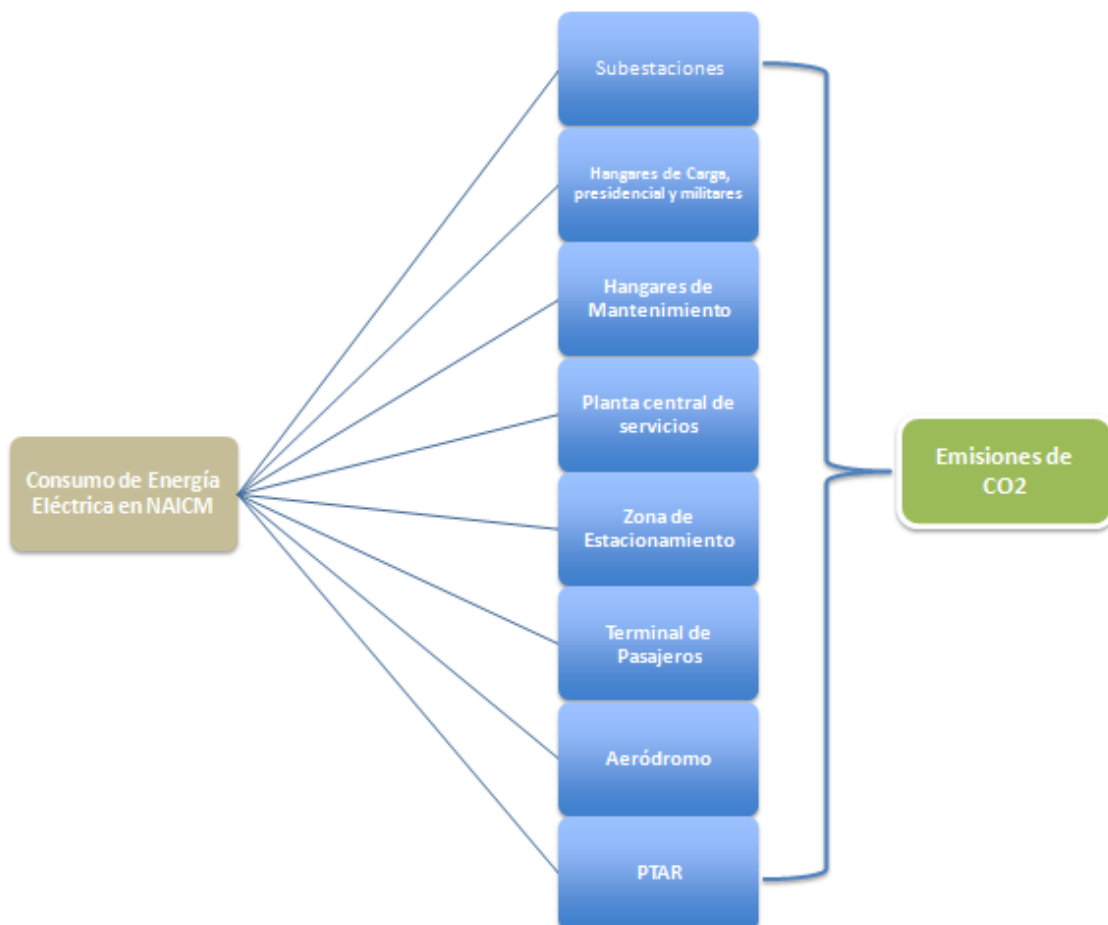 Subestaciones
Hangares de Carga,
presidencial y militares
Hangares de
Mantenimiento
Planta central de
servicios
Consumo de Energía
Eléctrica en NAICM
Emisiones de
CO2
Zona de
Estacionamiento
Terminal de
Pasajeros
Aeródromo
PTAR